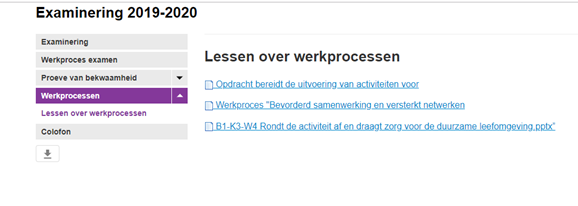 Examinering 2019-2020
Examinering
Werkproces examen
Proeve van bekwaamheid
Werkprocessen
Lessen over werkprocessen
Colofon
Lessen over werkprocessen
Opdracht bereidt de uitvoering van activiteiten voor
Werkproces "Bevorderd samenwerking en versterkt netwerken
B1-K3-W4 Rondt de activiteit af en draagt zorg voor de duurzame leefomgeving.pptx"